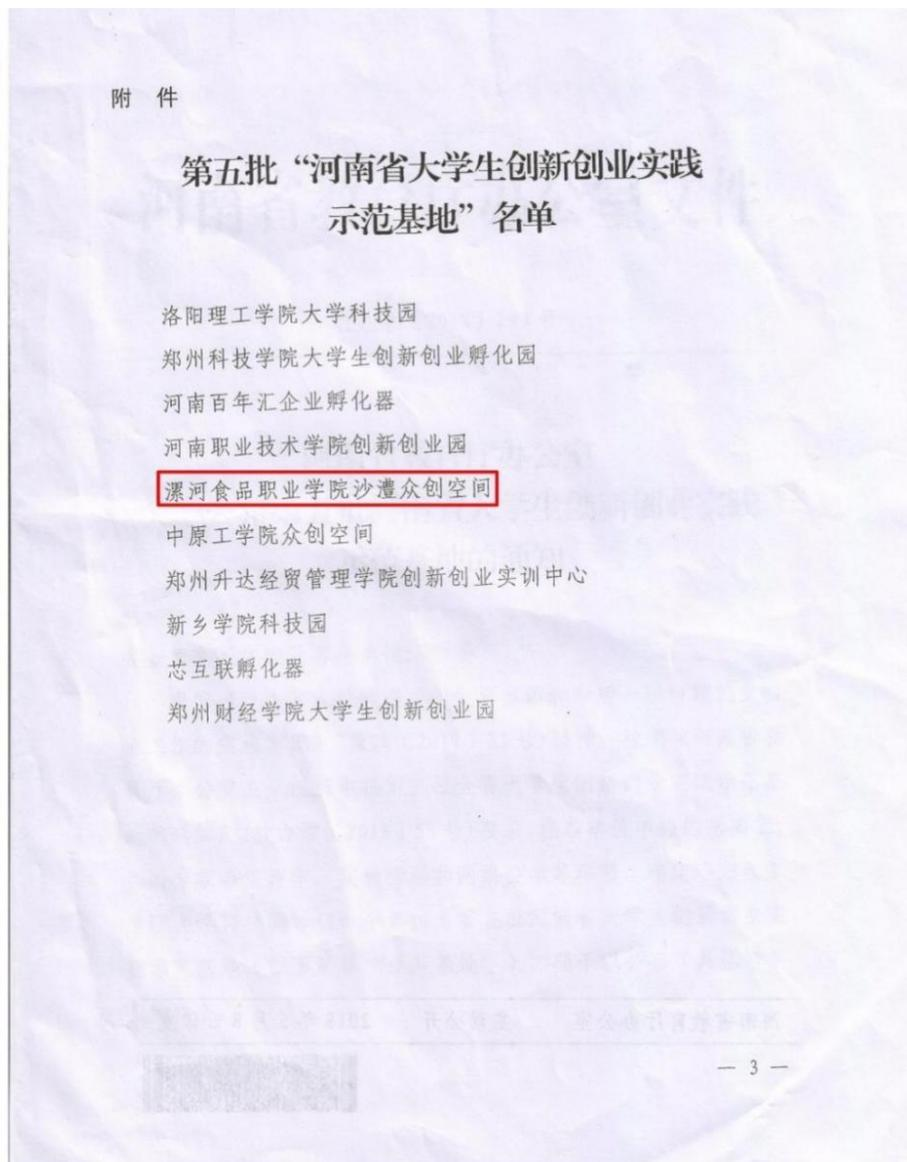 附 件
第五批“河南省大学生创新创业实践
示范基地”名单
洛阳理工学院大学科技园
郑州科技学院大学生创新创业孵化园
河南百年汇企业孵化器
河南职业技术学院创新创业园
漯河食品职业学院沙澧众创空间
中原工学院众创空间
郑州升达经贸管理学院创新创业实训中心
新乡学院科技园
芯互联孵化器
郑州财经学院大学生创新创业园
— 3 —